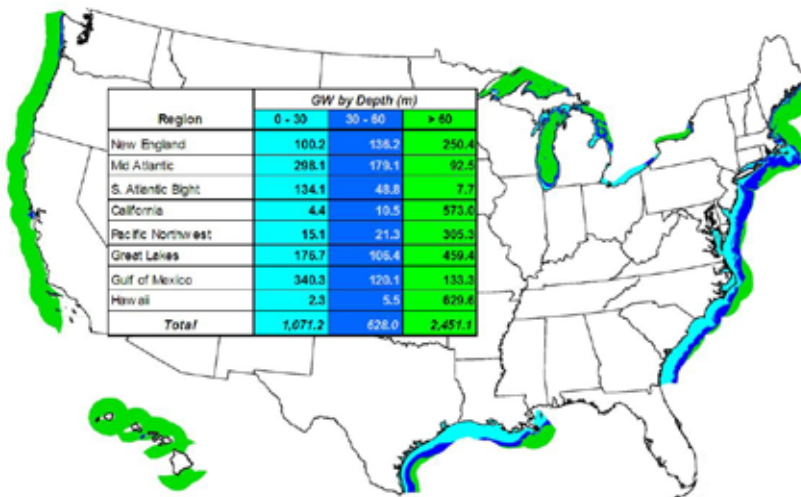 GW by Depth (m)
Region 0 - 30 30 - 60 > 60
New England 100.2 136.2 250.4
Mid Atlantic 298.1 179.1 92.5
S. Atlantic Bight 134.1 48.8 7.7
California 4.4 10.5 573.0
Pacific Northwest 15.1 21.3 305.3
Great Lakes 176.7 106.4 459.4
Gulf of Mexico 340.3 120.1 133.3
Hawaii 2.3 5.5 629.6
Total 1,071.2 628.0 2,451.1